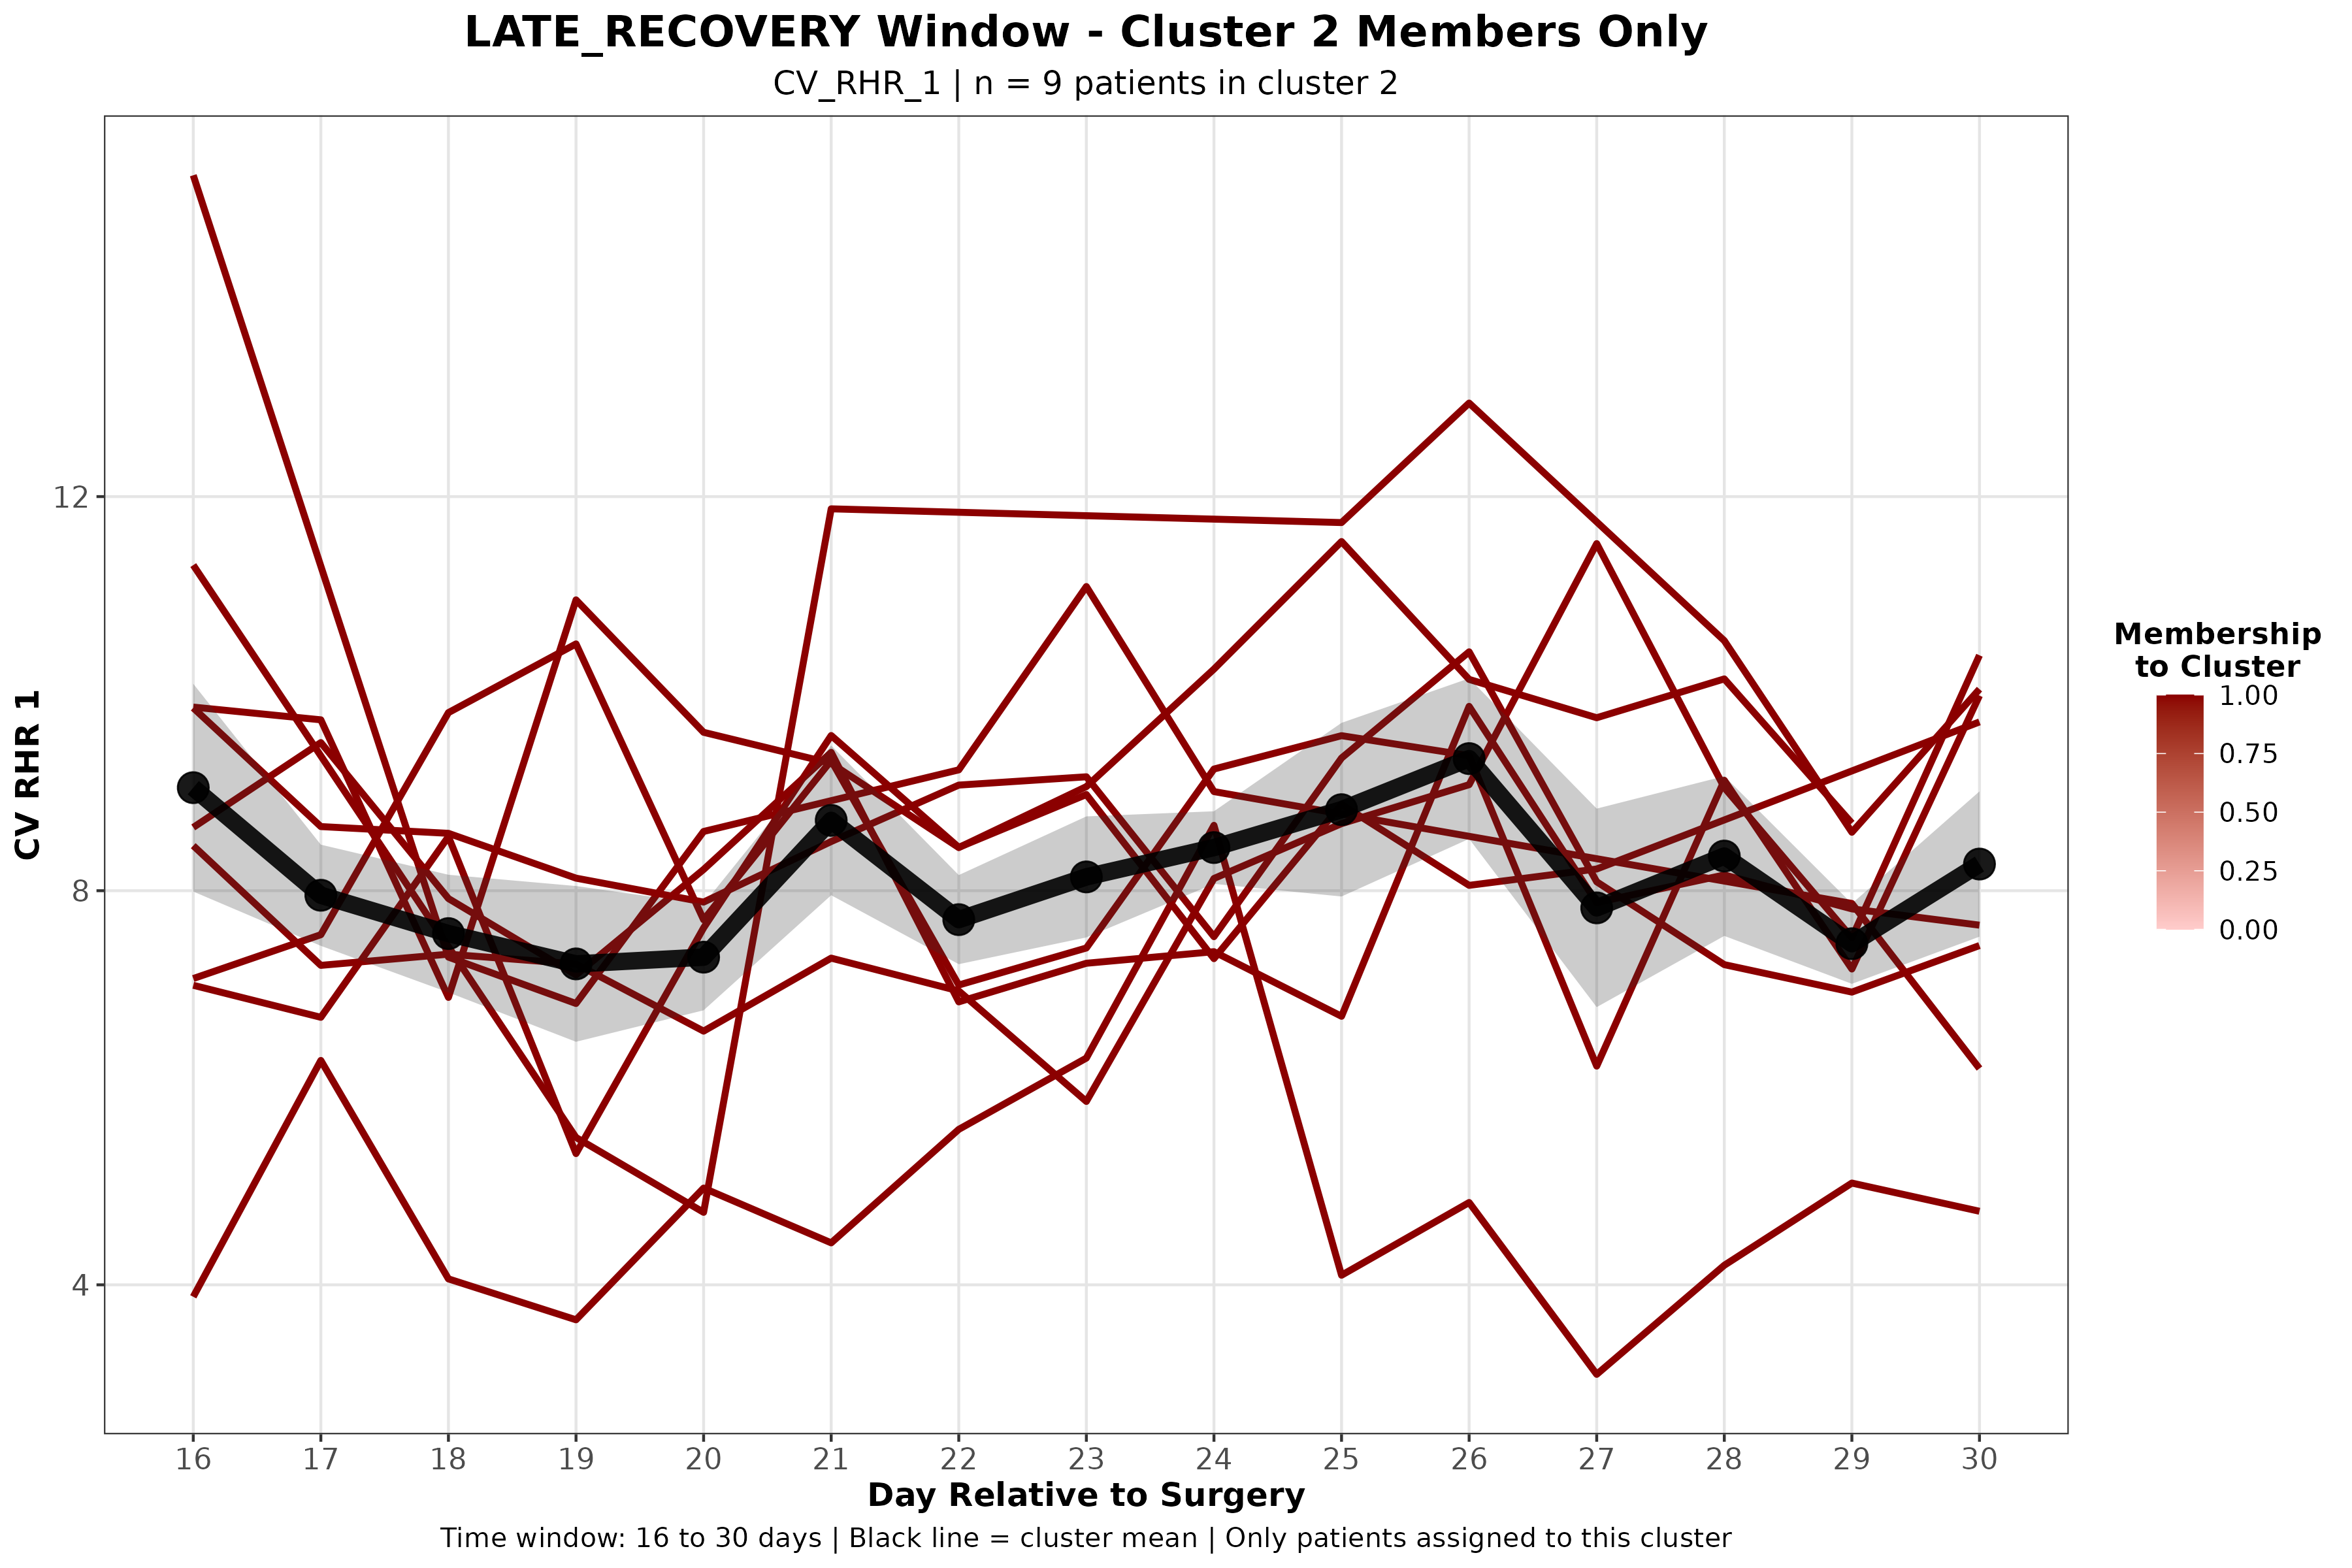 LATE_RECOVERY Window - Cluster 2 Members Only
CV_RHR_1 | n = 9 patients in cluster 2
CV RHR 1
12
8
4
16 17 18 19 20 21 22 23 24 25 26 27 28 29 30
Day Relative to Surgery
Time window: 16 to 30 days | Black line = cluster mean | Only patients assigned to this cluster
Membership
to Cluster
1.00
0.75
0.50
0.25
0.00